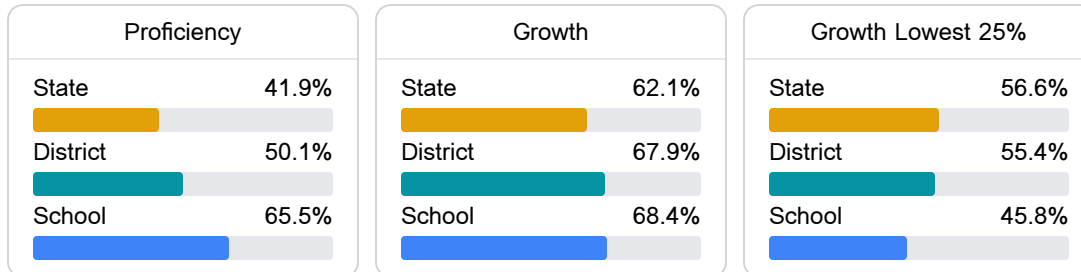 Proficiency
State 41.9%
District 50.1%
School 65.5%
Growth
State 62.1%
District 67.9%
School 68.4%
Growth Lowest 25%
State 56.6%
District 55.4%
School 45.8%